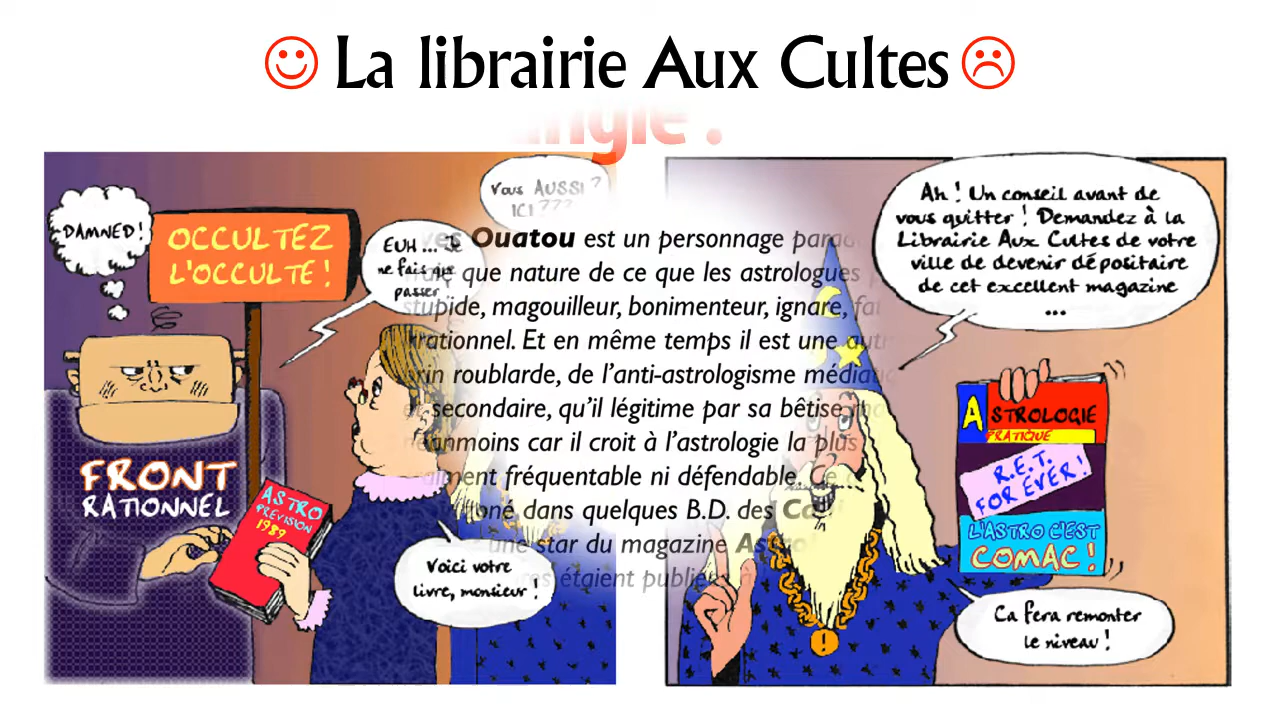 La librairie Aux Cultes
DAMNED!
OCCULTEZ
L'OCCULTE !
EUH ... JE
ne fais que
passer
Vous AUSSI ?
ICI ???
FRONT
RATIONNEL
ASTRO
PREVISION
1989
Voici votre
livre, monsieur !
Ouatou est un personnage
que nature de ce que les astrologues
stupide, magouilleur, bonimenteur, ignare,
Et en même temps il est une
roublarde, de l'anti-astrologisme
secondaire, qu'il légitime par sa bêtise
car il croit à l'astrologie la plus
fréquentable ni défendable. Ce
dans quelques B.D. des
une star du magazine
étaient
Ah ! Un conseil avant de
vous quitter ! Demandez à la
Librairie Aux Cultes de votre
ville de devenir dépositaire
de cet excellent magazine
...
ASTROLOGIE
PRATIQUE
R.E.T.
FOR EVER !
L'ASTRO C'EST
COMAC !
Ca fera remonter
le niveau !
!